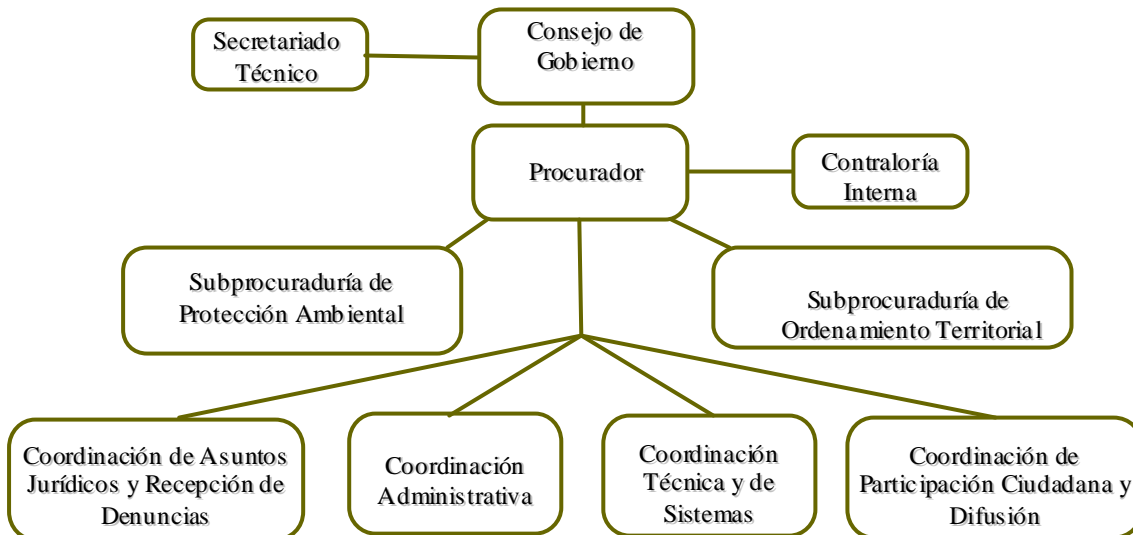 Secretariado
Técnico
Consejo de
Gobierno
Procurador
Contraloría
Interna
Subprocuraduría de
Protección Ambiental
Subprocuraduría de
Ordenamiento Territorial
Coordinación de Asuntos
Jurídicos y Recepción de
Denuncias
Coordinación
Administrativa
Coordinación
Técnica y de
Sistemas
Coordinación de
Participación Ciudadana y
Difusión